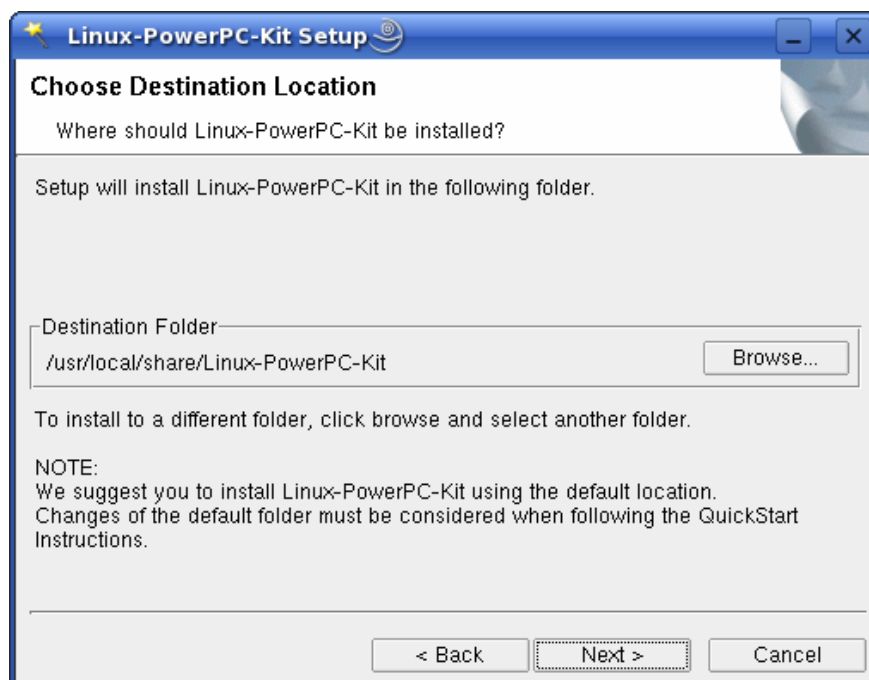 Linux-PowerPC-Kit Setup
Choose Destination Location
Where should Linux-PowerPC-Kit be installed?
Setup will install Linux-PowerPC-Kit in the following folder.
Destination Folder
/usr/local/share/Linux-PowerPC-Kit
Browse...
To install to a different folder, click browse and select another folder.
NOTE:
We suggest you to install Linux-PowerPC-Kit using the default location.
Changes of the default folder must be considered when following the QuickStart
Instructions.
< Back
Next >
Cancel